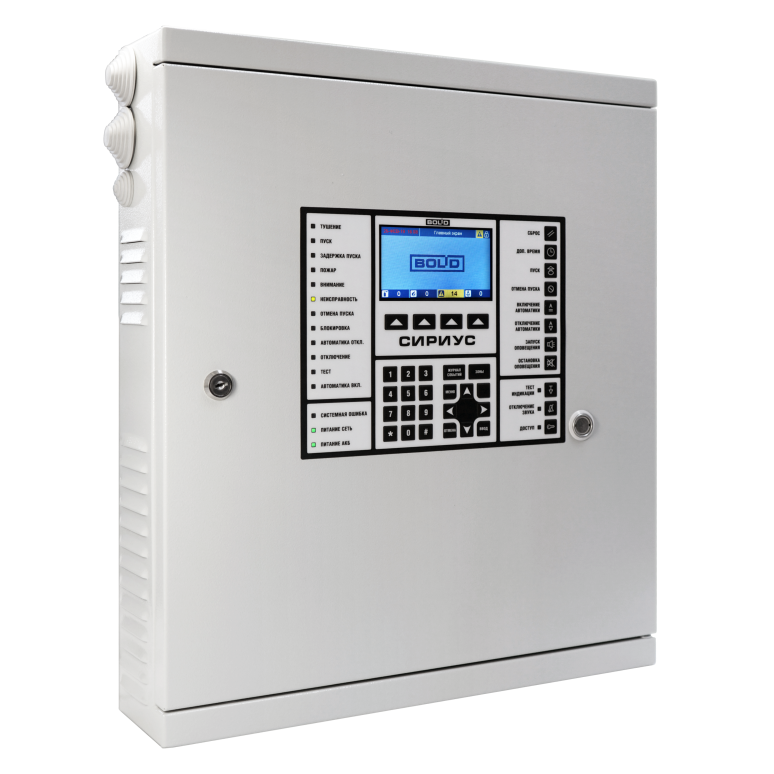 BOLID
Главный экран
BOLID
0 0 14 0
СИРИУС
ТУШЕНИЕ
ПУСК
ЗАДЕРЖКА ПУСКА
ПОЖАР
ВНИМАНИЕ
НЕИСПРАВНОСТЬ
ОТМЕНА ПУСКА
БЛОКИРОВКА
АВТОМАТИКА ОТКЛ.
ОТКЛЮЧЕНИЕ
ТЕСТ
АВТОМАТИКА ВКЛ.
СИСТЕМНАЯ ОШИБКА
ПИТАНИЕ СЕТЬ
ПИТАНИЕ АКБ
1 2 3
4 5 6
7 8 9
* 0 #
ЖУРНАЛ
СОБЫТИЙ
ЗОНЫ
МЕНЮ
ОТМЕНА
ВВОД
СБРОС
ДОП. ВРЕМЯ
ПУСК
ОТМЕНА ПУСКА
ВКЛЮЧЕНИЕ
АВТОМАТИКИ
ОТКЛЮЧЕНИЕ
АВТОМАТИКИ
ЗАПУСК
ОПОВЕЩЕНИЯ
ОСТАНОВКА
ОПОВЕЩЕНИЯ
ТЕСТ
ИНДИКАЦИИ
ОТКЛЮЧЕНИЕ
ЗВУКА
ДОСТУП